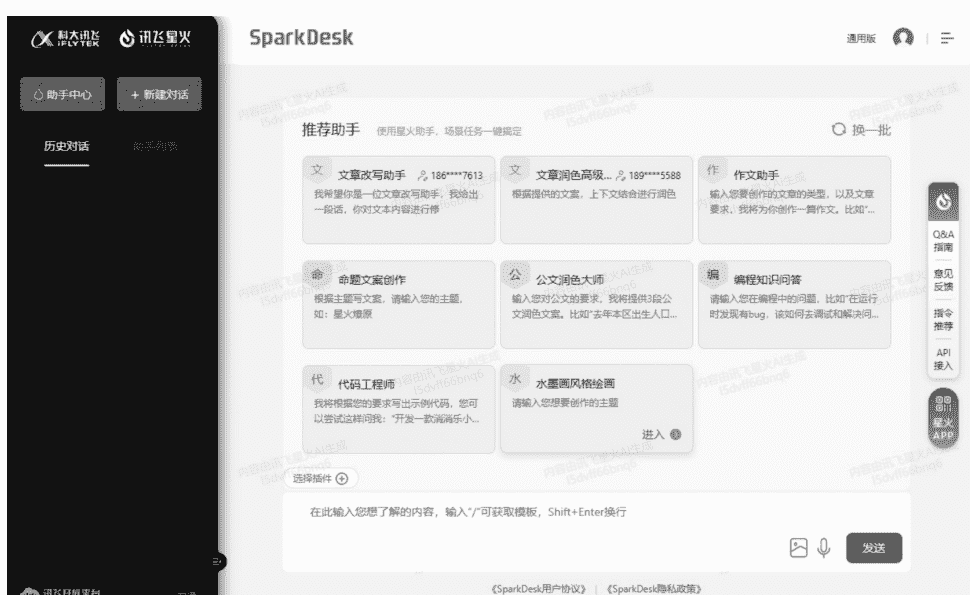 科大讯飞
iFLYTEK
讯飞星火
SparkDesk
通用版
助手中心
+ 新建对话
历史对话
推荐助手 使用星火助手，场景任务一键搞定
换一批
文 文章改写助手 186****7613
我希望你是一位文章改写助手，我给出
一段话，你对文本内容进行修
文 文章润色高级... 189****5588
根据提供的文案，上下文结合进行润色
作 作文助手
输入您要创作的文章的类型，以及文章
要求，我将为你创作一篇作文。比如"...
命 命题文案创作
根据主题写文案，请输入您的主题，
如：星火燎原
公 公文润色大师
输入您对公文的要求，我将提供3段公
文润色文案。比如"去年本区出生人口...
编 编程知识问答
请输入您在编程中的问题，比如"在运行
时发现有bug，该如何去调试和解决问...
代 代码工程师
我将根据您的要求写出示例代码，您可
以尝试这样问我："开发一款消消乐小...
水 水墨画风格绘画
请输入您想要创作的主题
进入
Q&A
指南
意见
反馈
指令
推荐
API
接入
星火
APP
选择插件
在此输入您想了解的内容，输入"/"可获取模板，Shift+Enter换行
发送
讯飞开放平台
《SparkDesk用户协议》 | 《SparkDesk隐私政策》